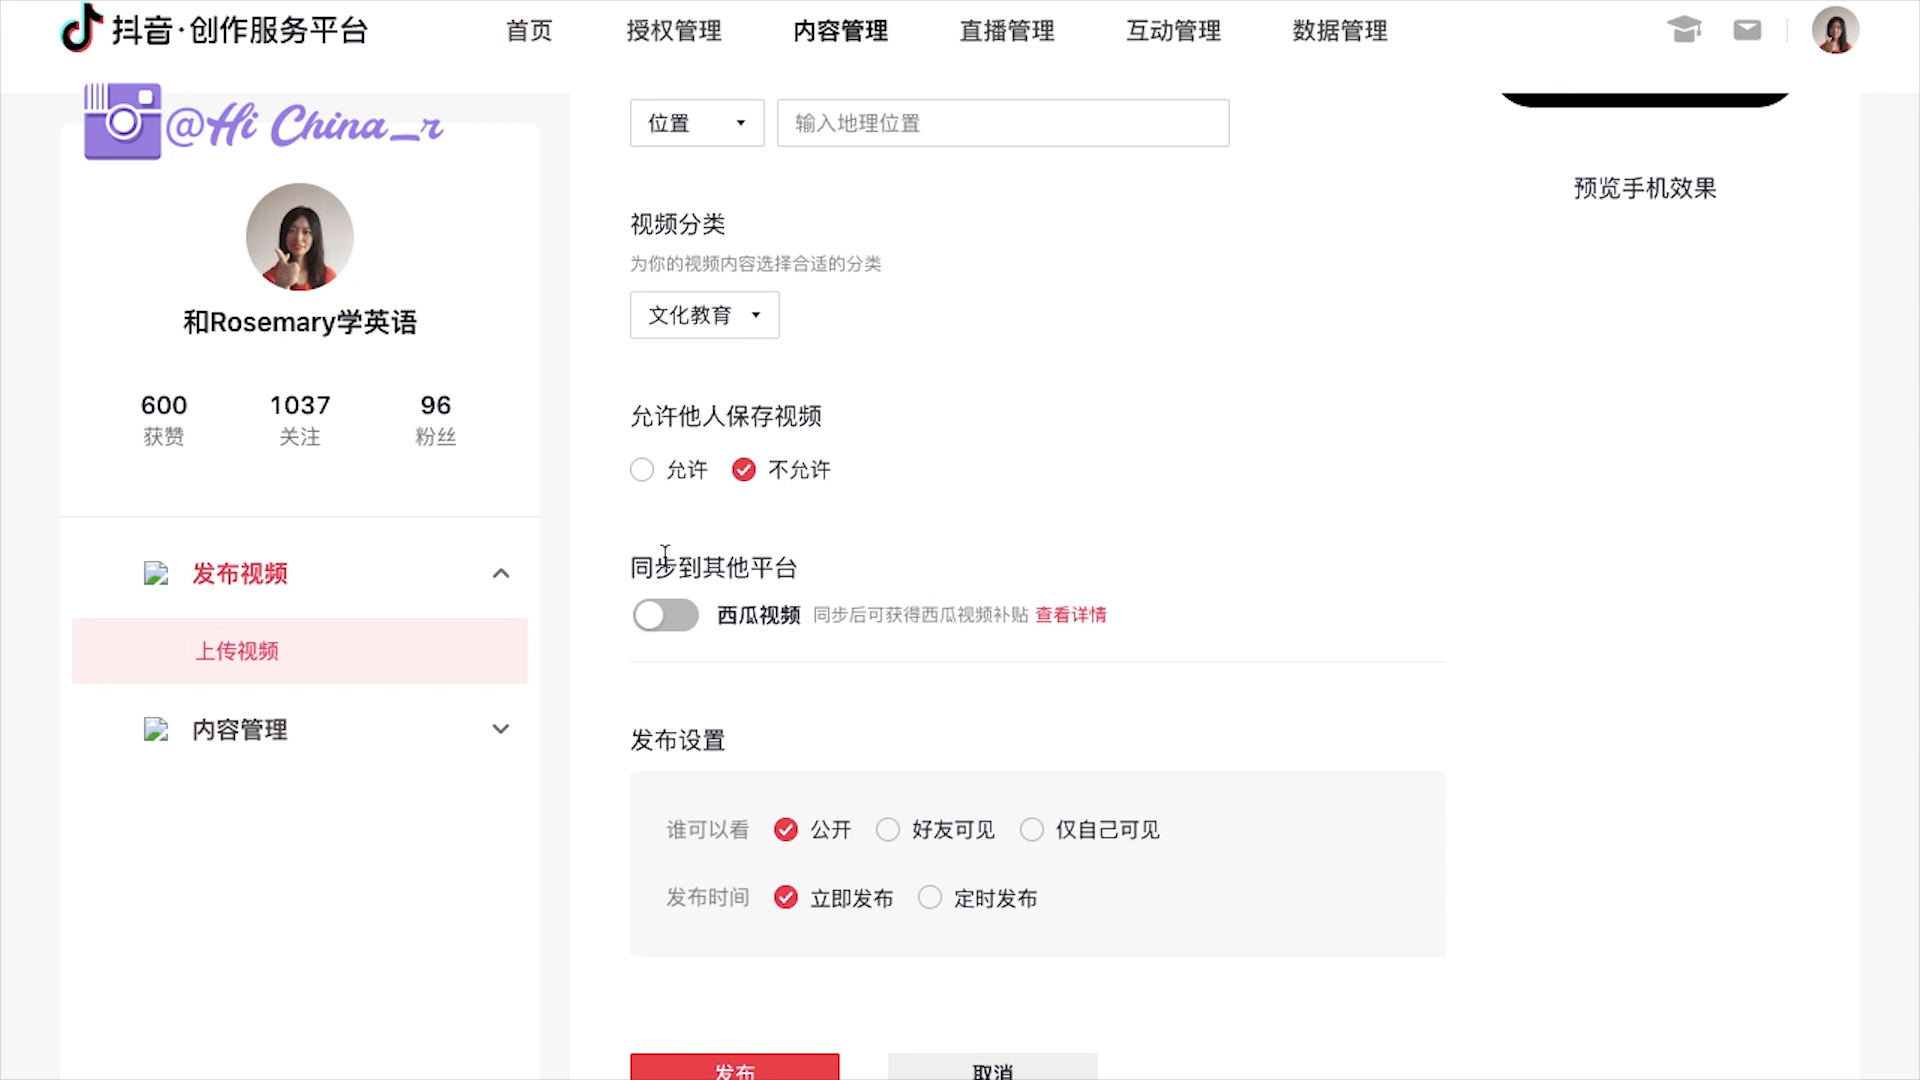 抖音·创作服务平台
首页 授权管理 内容管理 直播管理 互动管理 数据管理
@Hi China_r
和Rosemary学英语
600 1037 96
获赞 关注 粉丝
发布视频
上传视频
内容管理
位置 输入地理位置
视频分类
为你的视频内容选择合适的分类
文化教育
允许他人保存视频
允许 不允许
同步到其他平台
西瓜视频 同步后可获得西瓜视频补贴 查看详情
发布设置
谁可以看 公开 好友可见 仅自己可见
发布时间 立即发布 定时发布
发布 取消
预览手机效果